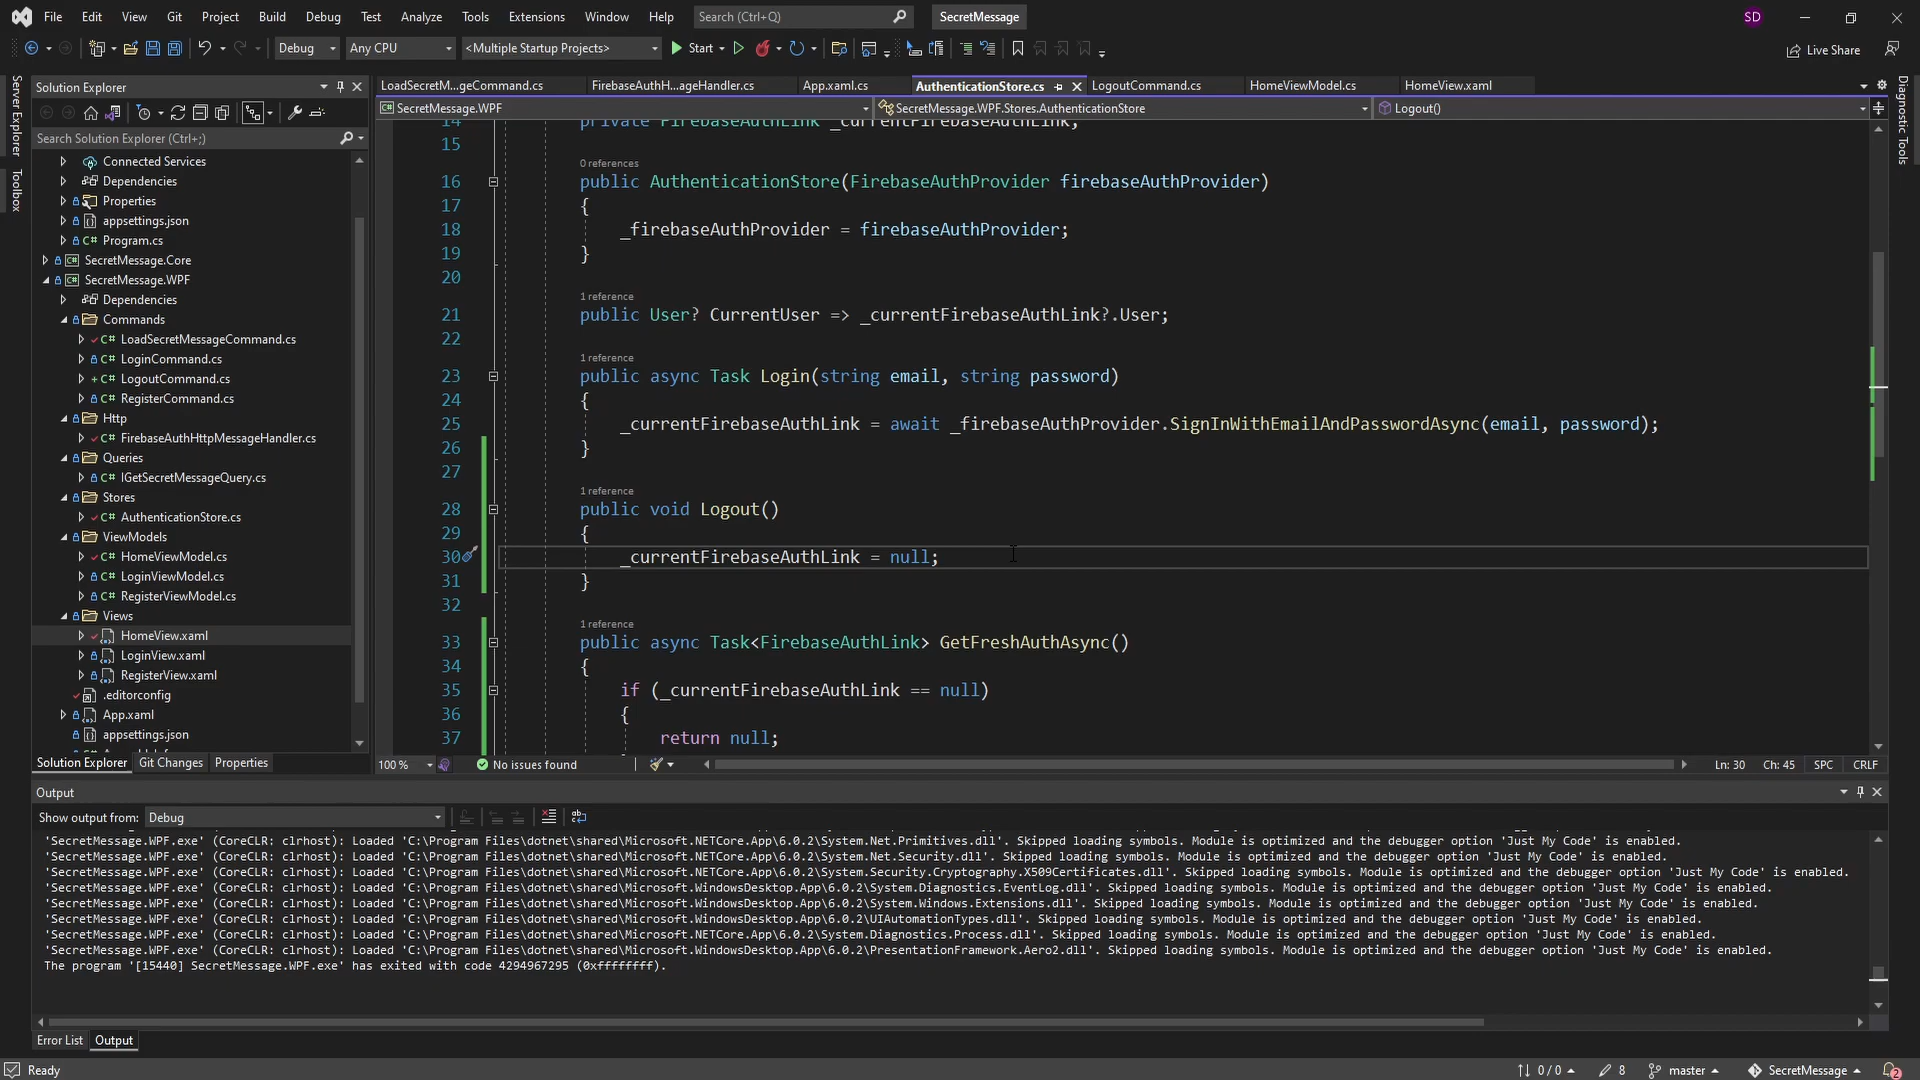 File Edit View Git Project Build Debug Test Analyze Tools Extensions Window Help Search (Ctrl+Q) SecretMessage SD
Debug Any CPU <Multiple Startup Projects> Start Live Share
Server Explorer
Toolbox
Diagnostic Tools
Solution Explorer
Search Solution Explorer (Ctrl+;)
Connected Services
Dependencies
Properties
appsettings.json
Program.cs
SecretMessage.Core
SecretMessage.WPF
Dependencies
Commands
LoadSecretMessageCommand.cs
LoginCommand.cs
LogoutCommand.cs
RegisterCommand.cs
Http
FirebaseAuthHttpMessageHandler.cs
Queries
IGetSecretMessageQuery.cs
Stores
AuthenticationStore.cs
ViewModels
HomeViewModel.cs
LoginViewModel.cs
RegisterViewModel.cs
Views
HomeView.xaml
LoginView.xaml
RegisterView.xaml
.editorconfig
App.xaml
appsettings.json
Solution Explorer Git Changes Properties
LoadSecretM...geCommand.cs FirebaseAuthH...ageHandler.cs App.xaml.cs AuthenticationStore.cs LogoutCommand.cs HomeViewModel.cs HomeView.xaml
SecretMessage.WPF SecretMessage.WPF.Stores.AuthenticationStore Logout()
14 private FirebaseAuthLink _currentFirebaseAuthLink;
15
0 references
16 public AuthenticationStore(FirebaseAuthProvider firebaseAuthProvider)
17 {
18 _firebaseAuthProvider = firebaseAuthProvider;
19 }
20
1 reference
21 public User? CurrentUser => _currentFirebaseAuthLink?.User;
22
1 reference
23 public async Task Login(string email, string password)
24 {
25 _currentFirebaseAuthLink = await _firebaseAuthProvider.SignInWithEmailAndPasswordAsync(email, password);
26 }
27
1 reference
28 public void Logout()
29 {
30 _currentFirebaseAuthLink = null;
31 }
32
1 reference
33 public async Task<FirebaseAuthLink> GetFreshAuthAsync()
34 {
35 if (_currentFirebaseAuthLink == null)
36 {
37 return null;
100 % No issues found Ln: 30 Ch: 45 SPC CRLF
Output
Show output from: Debug
'SecretMessage.WPF.exe' (CoreCLR: clrhost): Loaded 'C:\Program Files\dotnet\shared\Microsoft.NETCore.App\6.0.2\System.Net.Primitives.dll'. Skipped loading symbols. Module is optimized and the debugger option 'Just My Code' is enabled.
'SecretMessage.WPF.exe' (CoreCLR: clrhost): Loaded 'C:\Program Files\dotnet\shared\Microsoft.NETCore.App\6.0.2\System.Net.Security.dll'. Skipped loading symbols. Module is optimized and the debugger option 'Just My Code' is enabled.
'SecretMessage.WPF.exe' (CoreCLR: clrhost): Loaded 'C:\Program Files\dotnet\shared\Microsoft.NETCore.App\6.0.2\System.Security.Cryptography.X509Certificates.dll'. Skipped loading symbols. Module is optimized and the debugger option 'Just My Code' is enabled.
'SecretMessage.WPF.exe' (CoreCLR: clrhost): Loaded 'C:\Program Files\dotnet\shared\Microsoft.WindowsDesktop.App\6.0.2\System.Diagnostics.EventLog.dll'. Skipped loading symbols. Module is optimized and the debugger option 'Just My Code' is enabled.
'SecretMessage.WPF.exe' (CoreCLR: clrhost): Loaded 'C:\Program Files\dotnet\shared\Microsoft.WindowsDesktop.App\6.0.2\System.Windows.Extensions.dll'. Skipped loading symbols. Module is optimized and the debugger option 'Just My Code' is enabled.
'SecretMessage.WPF.exe' (CoreCLR: clrhost): Loaded 'C:\Program Files\dotnet\shared\Microsoft.WindowsDesktop.App\6.0.2\UIAutomationTypes.dll'. Skipped loading symbols. Module is optimized and the debugger option 'Just My Code' is enabled.
'SecretMessage.WPF.exe' (CoreCLR: clrhost): Loaded 'C:\Program Files\dotnet\shared\Microsoft.NETCore.App\6.0.2\System.Diagnostics.Process.dll'. Skipped loading symbols. Module is optimized and the debugger option 'Just My Code' is enabled.
'SecretMessage.WPF.exe' (CoreCLR: clrhost): Loaded 'C:\Program Files\dotnet\shared\Microsoft.WindowsDesktop.App\6.0.2\PresentationFramework.Aero2.dll'. Skipped loading symbols. Module is optimized and the debugger option 'Just My Code' is enabled.
The program '[15440] SecretMessage.WPF.exe' has exited with code 4294967295 (0xffffffff).
Error List Output
Ready 0 / 0 8 master SecretMessage 2